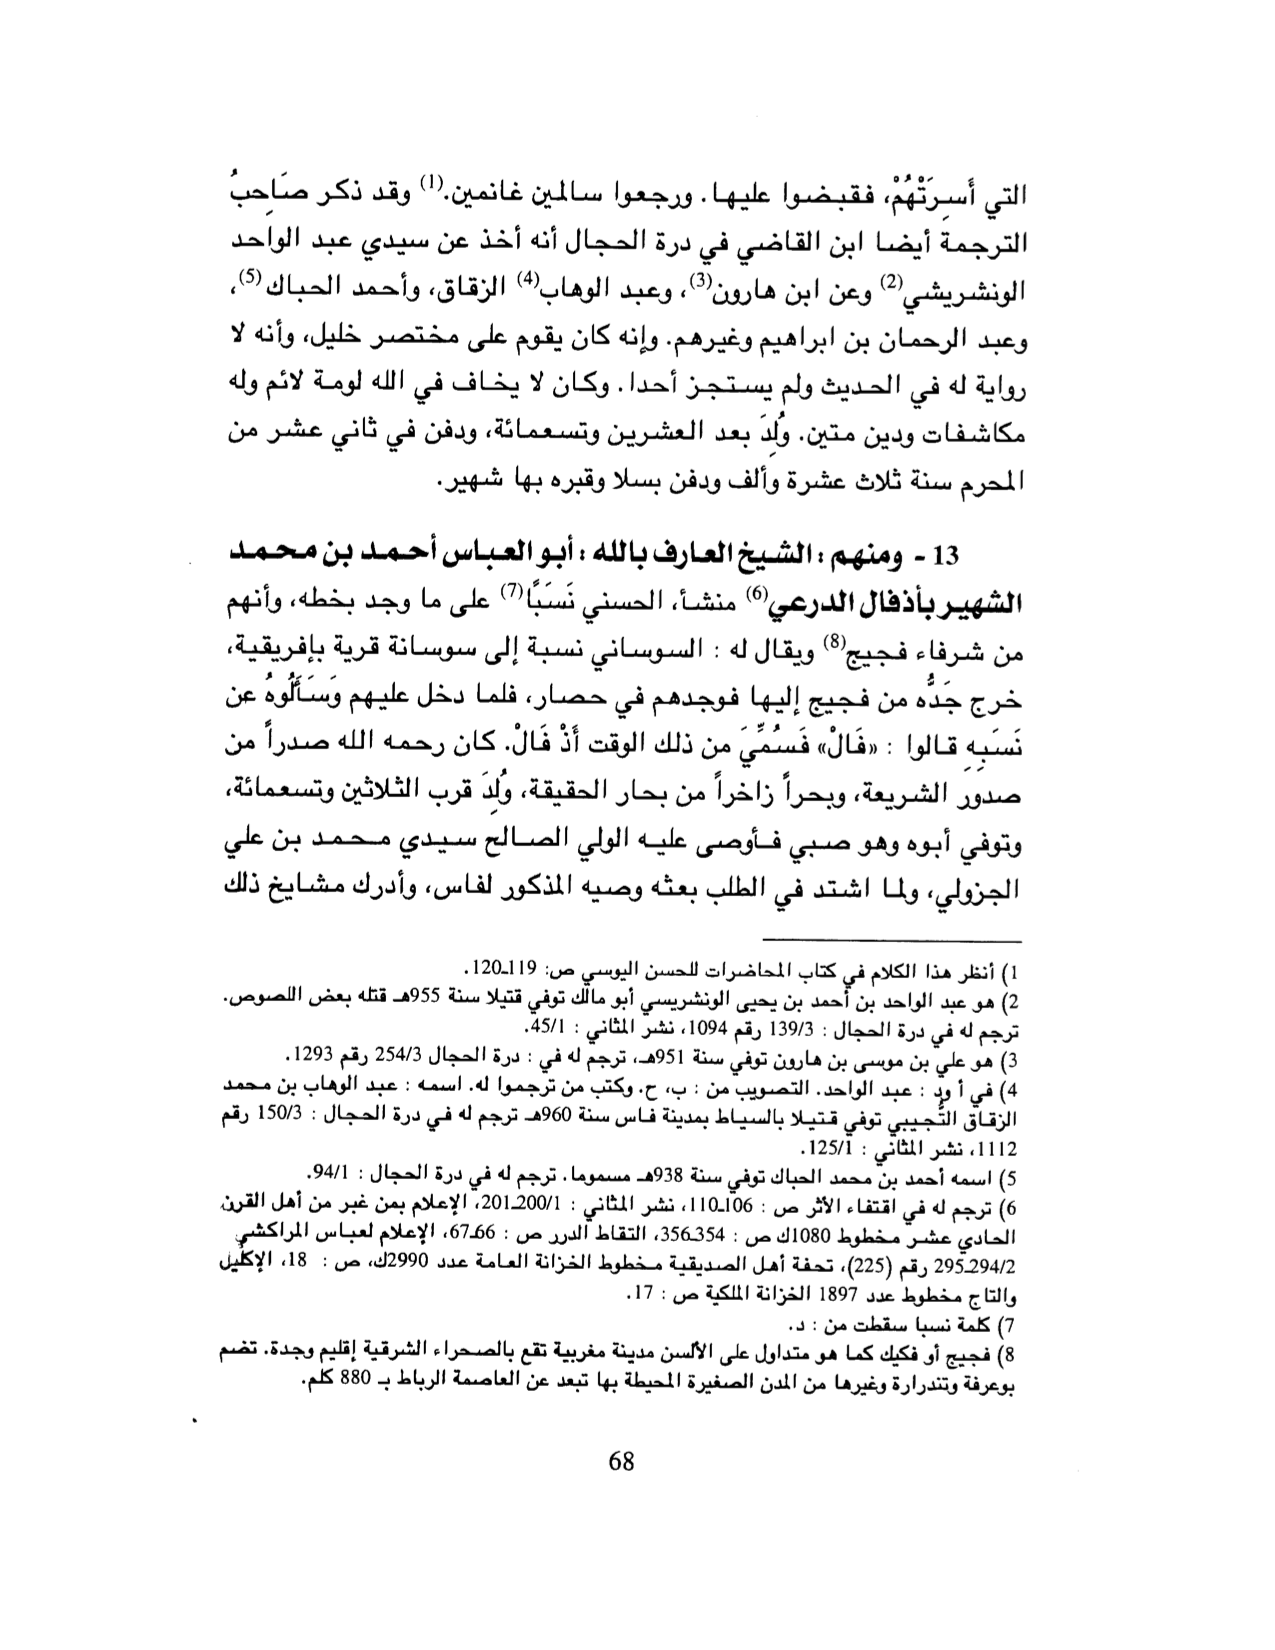 التي أَسِرَتْهُمْ، فقبضوا عليها. ورجعوا سالمين غانمين.(1) وقد ذكر صَاحِبُ
الترجمة أيضا ابن القاضي في درة الحجال أنه أخذ عن سيدي عبد الواحد
الونشريشي(2) وعن ابن هارون(3)، وعبد الوهاب(4) الزقاق، وأحمد الحباك(5)،
وعبد الرحمان بن ابراهيم وغيرهم. وإنه كان يقوم على مختصر خليل، وأنه لا
رواية له في الحديث ولم يستجز أحدا. وكان لا يخاف في الله لومة لائم وله
مكاشفات ودين متين. وُلِدَ بعد العشرين وتسعمائة، ودفن في ثاني عشر من
المحرم سنة ثلاث عشرة وألف ودفن بسلا وقبره بها شهير.
13 - ومنهم : الشيخ العارف بالله : أبو العباس أحمد بن محمد
الشهير بأذفال الدرعي(6) منشأ، الحسني نَسَبًا(7) على ما وجد بخطه، وأنهم
من شرفاء فجيج(8) ويقال له : السوساني نسبة إلى سوسانة قرية بإفريقية،
خرج جَدُّه من فجيج إليها فوجدهم في حصار، فلما دخل عليهم وَسَأَلُوهُ عن
نَسَبِهِ قالوا : «فَالْ» فَسُمِّيَ من ذلك الوقت أَذْ فَالْ. كان رحمه الله صدراً من
صدور الشريعة، وبحراً زاخراً من بحار الحقيقة، وُلِدَ قرب الثلاثين وتسعمائة،
وتوفي أبوه وهو صبي فأوصى عليه الولي الصالح سيدي محمد بن علي
الجزولي، ولما اشتد في الطلب بعثه وصيه المذكور لفاس، وأدرك مشايخ ذلك
1) أنظر هذا الكلام في كتاب المحاضرات للحسن اليوسي ص: 119ـ120.
2) هو عبد الواحد بن أحمد بن يحيى الونشريسي أبو مالك توفي قتيلا سنة 955هـ قتله بعض اللصوص.
ترجم له في درة الحجال : 139/3 رقم 1094، نشر المثاني : 45/1.
3) هو علي بن موسى بن هارون توفي سنة 951هـ، ترجم له في : درة الحجال 254/3 رقم 1293.
4) في أ ود : عبد الواحد. التصويب من : ب، ح. وكتب من ترجموا له. اسمه : عبد الوهاب بن محمد
الزقاق التُّجيبي توفي قتيلا بالسياط بمدينة فاس سنة 960هـ ترجم له في درة الحجال : 150/3 رقم
1112، نشر المثاني : 125/1.
5) اسمه أحمد بن محمد الحباك توفي سنة 938هـ مسموما. ترجم له في درة الحجال : 94/1.
6) ترجم له في اقتفاء الأثر ص : 106ـ110، نشر المثاني : 200/1ـ201، الإعلام بمن غبر من أهل القرن
الحادي عشر مخطوط 1080ك ص : 354ـ356، التقاط الدرر ص : 66ـ67، الإعلام لعباس المراكشي
294/2ـ295 رقم (225)، تحفة أهل الصديقية مخطوط الخزانة العامة عدد 2990ك، ص : 18، الإكليل
والتاج مخطوط عدد 1897 الخزانة الملكية ص : 17.
7) كلمة نسبا سقطت من : د.
8) فجيج أو فكيك كما هو متداول على الألسن مدينة مغربية تقع بالصحراء الشرقية إقليم وجدة. تضم
بوعرفة وتندرارة وغيرها من المدن الصغيرة المحيطة بها تبعد عن العاصمة الرباط بـ 880 كلم.
68